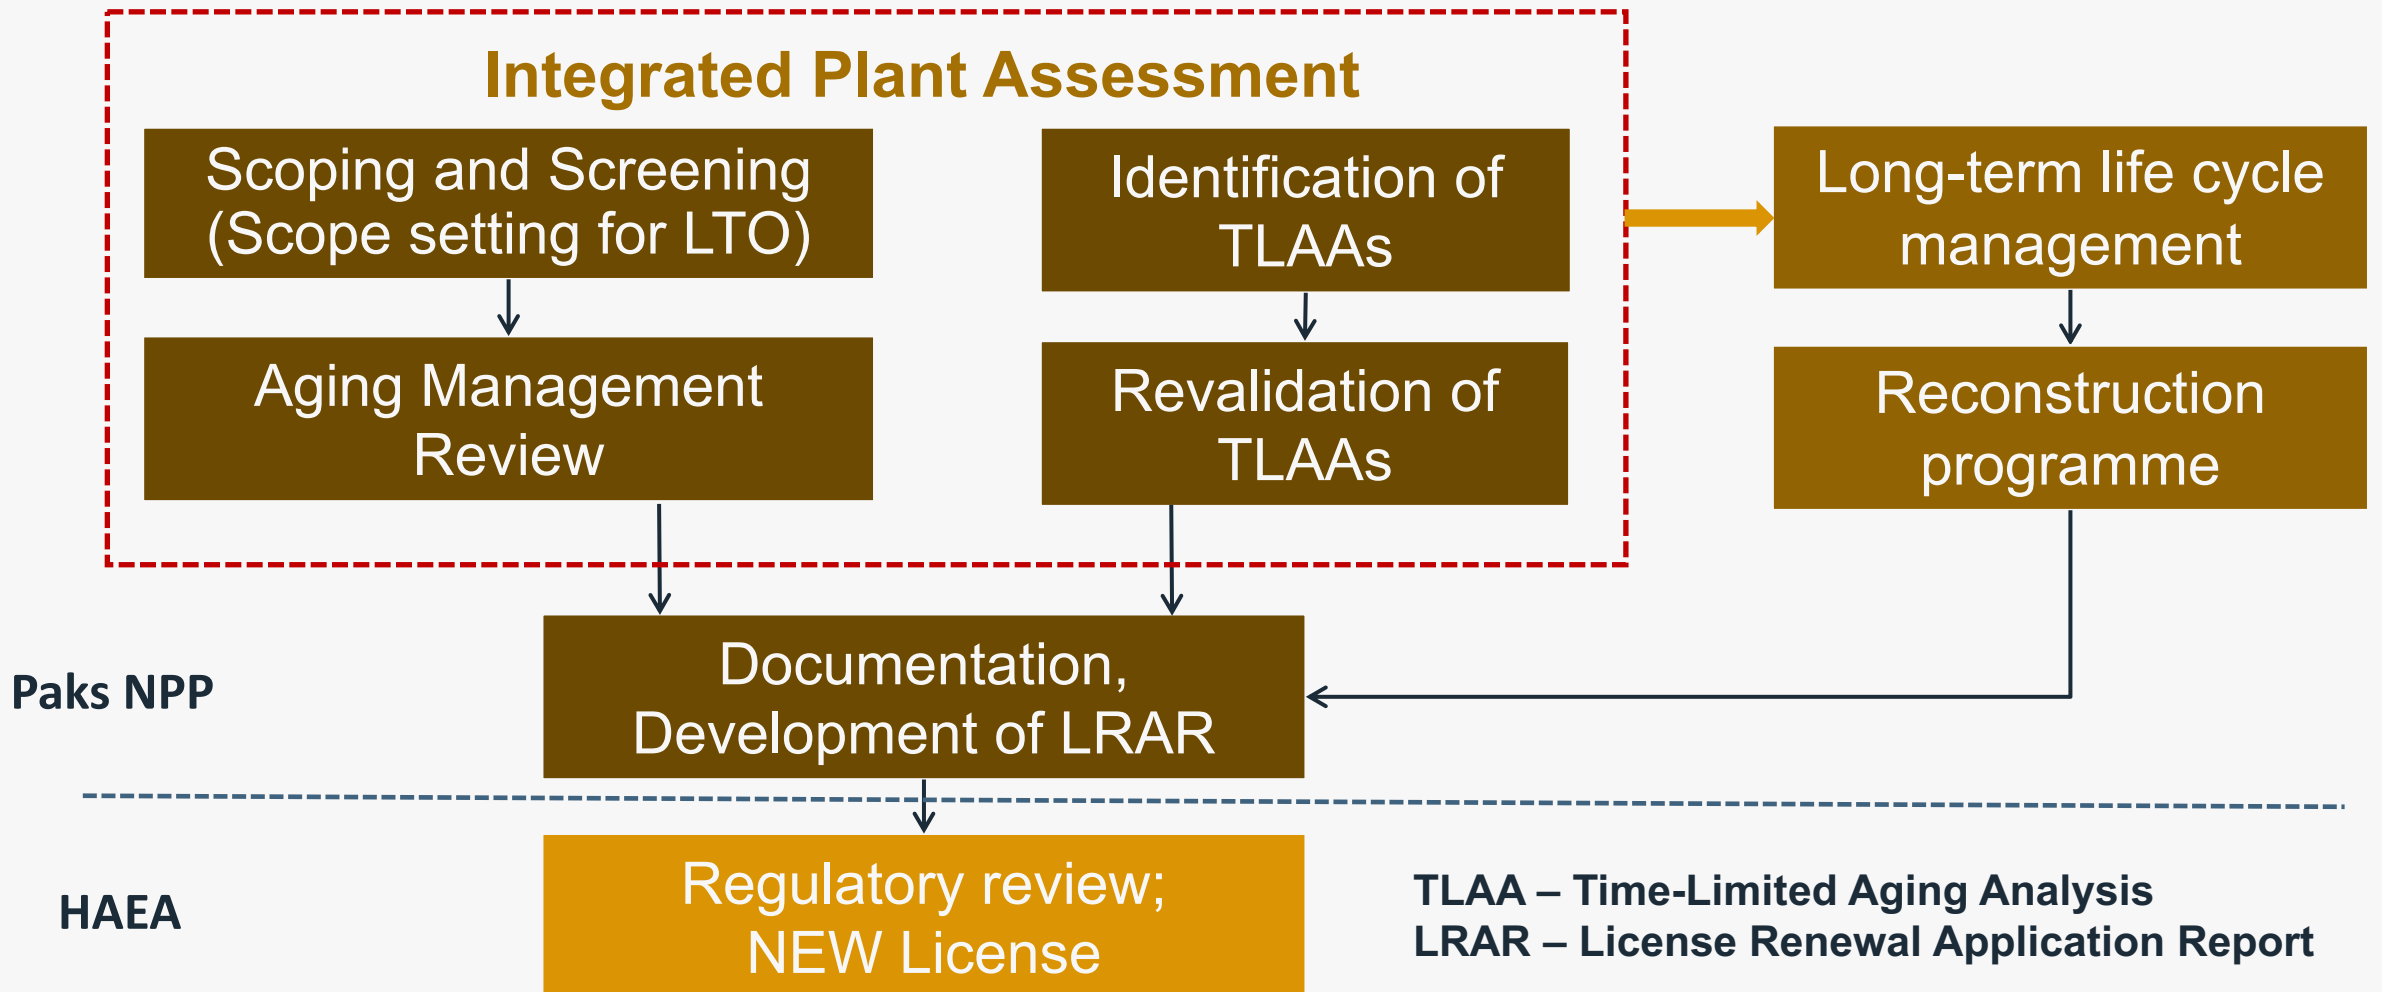 Integrated Plant Assessment
Scoping and Screening
(Scope setting for LTO)
Identification of
TLAAs
Long-term life cycle
management
Aging Management
Review
Revalidation of
TLAAs
Reconstruction
programme
Paks NPP
Documentation,
Development of LRAR
HAEA
Regulatory review;
NEW License
TLAA – Time-Limited Aging Analysis
LRAR – License Renewal Application Report